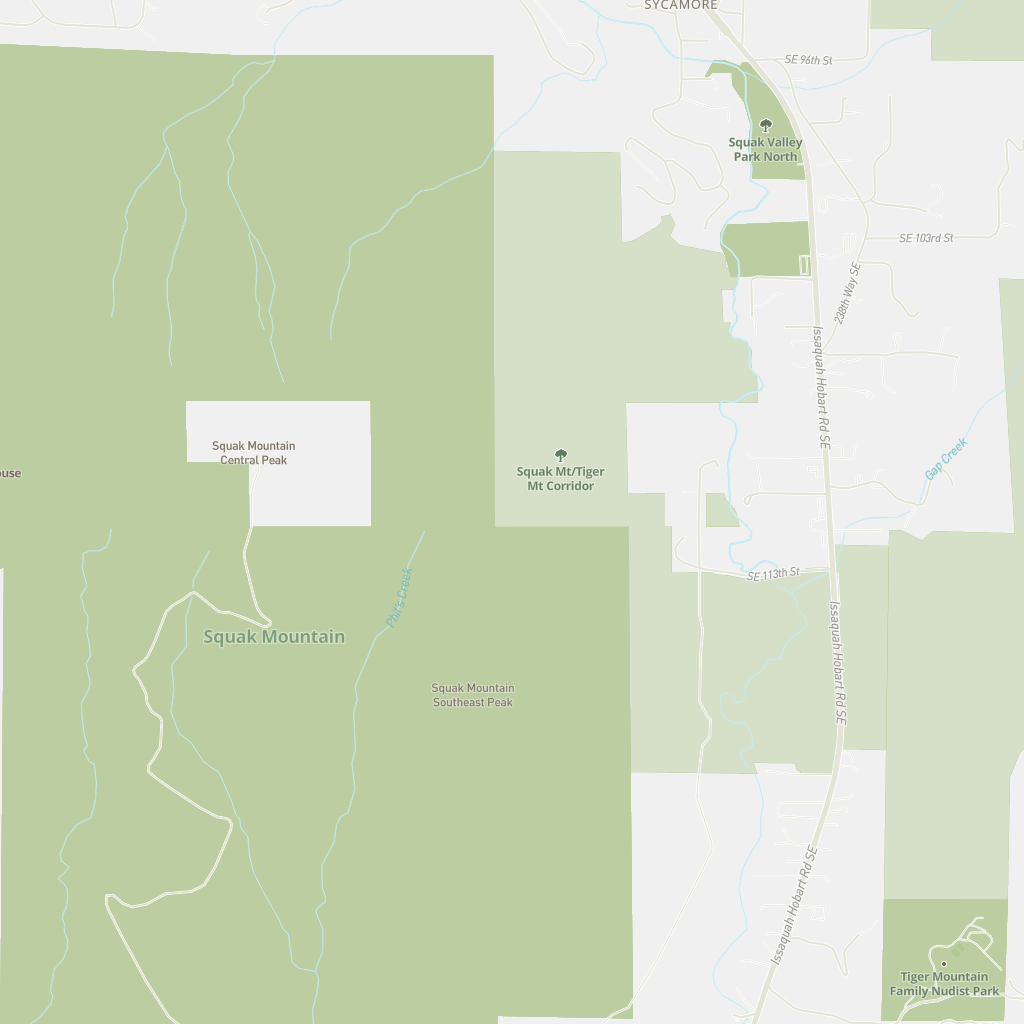 SYCAMORE
SE 96th St
Squak Valley
Park North
SE 103rd St
238th Way SE
Issaquah Hobart Rd SE
Squak Mountain
Central Peak
Squak Mt/Tiger
Mt Corridor
Gap Creek
Phil's Creek
SE 113th St
Issaquah Hobart Rd SE
Squak Mountain
Squak Mountain
Southeast Peak
Issaquah Hobart Rd SE
Tiger Mountain
Family Nudist Park